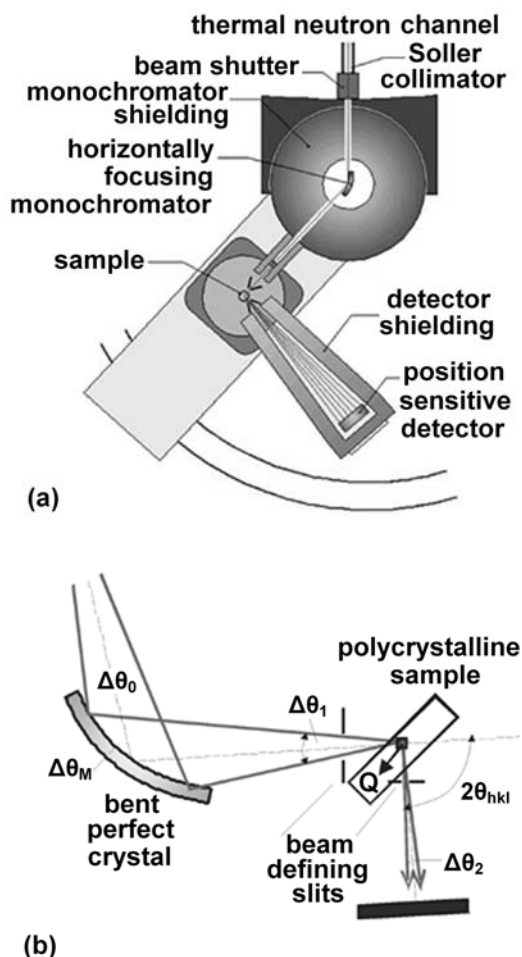 thermal neutron channel
Soller
collimator
beam shutter
monochromator
shielding
horizontally
focusing
monochromator
sample
detector
shielding
position
sensitive
detector
(a)
polycrystalline
sample
Δθ0
Δθ1
ΔθM
Q
2θhkl
bent
perfect
crystal
beam
defining
slits
Δθ2
(b)